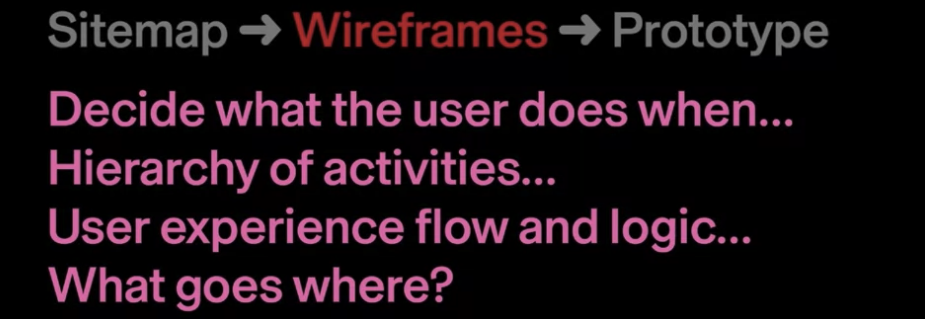 Sitemap → Wireframes → Prototype
Decide what the user does when...
Hierarchy of activities...
User experience flow and logic...
What goes where?